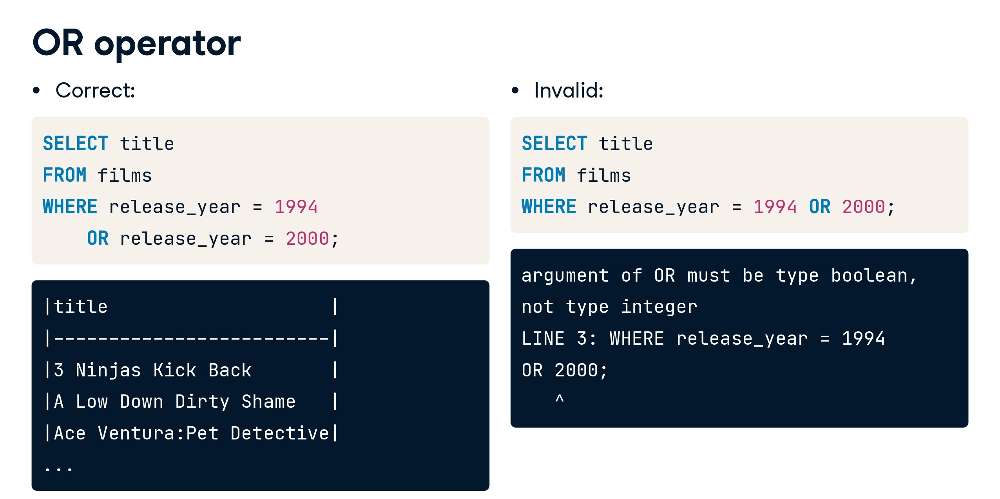 OR operator
• Correct:
SELECT title
FROM films
WHERE release_year = 1994
    OR release_year = 2000;
|title                    |
|-------------------------|
|3 Ninjas Kick Back       |
|A Low Down Dirty Shame   |
|Ace Ventura:Pet Detective|
...
• Invalid:
SELECT title
FROM films
WHERE release_year = 1994 OR 2000;
argument of OR must be type boolean,
not type integer
LINE 3: WHERE release_year = 1994
OR 2000;
   ^